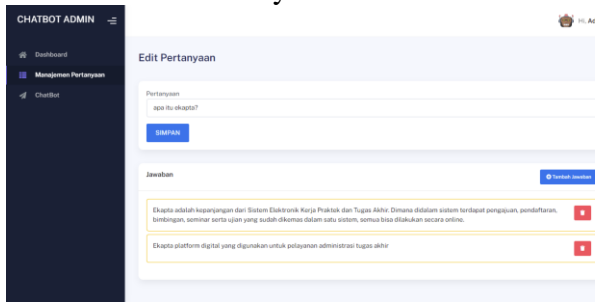 CHATBOT ADMIN
Hi, Ad
Dashboard
Manajemen Pertanyaan
ChatBot
Edit Pertanyaan
Pertanyaan
apa itu ekapta?
SIMPAN
Jawaban
Tambah Jawaban
Ekapta adalah kepanjangan dari Sistem Elektronik Kerja Praktek dan Tugas Akhir. Dimana didalam sistem terdapat pengajuan, pendaftaran,
bimbingan, seminar serta ujian yang sudah dikemas dalam satu sistem, semua bisa dilakukan secara online.
Ekapta platform digital yang digunakan untuk pelayanan administrasi tugas akhir